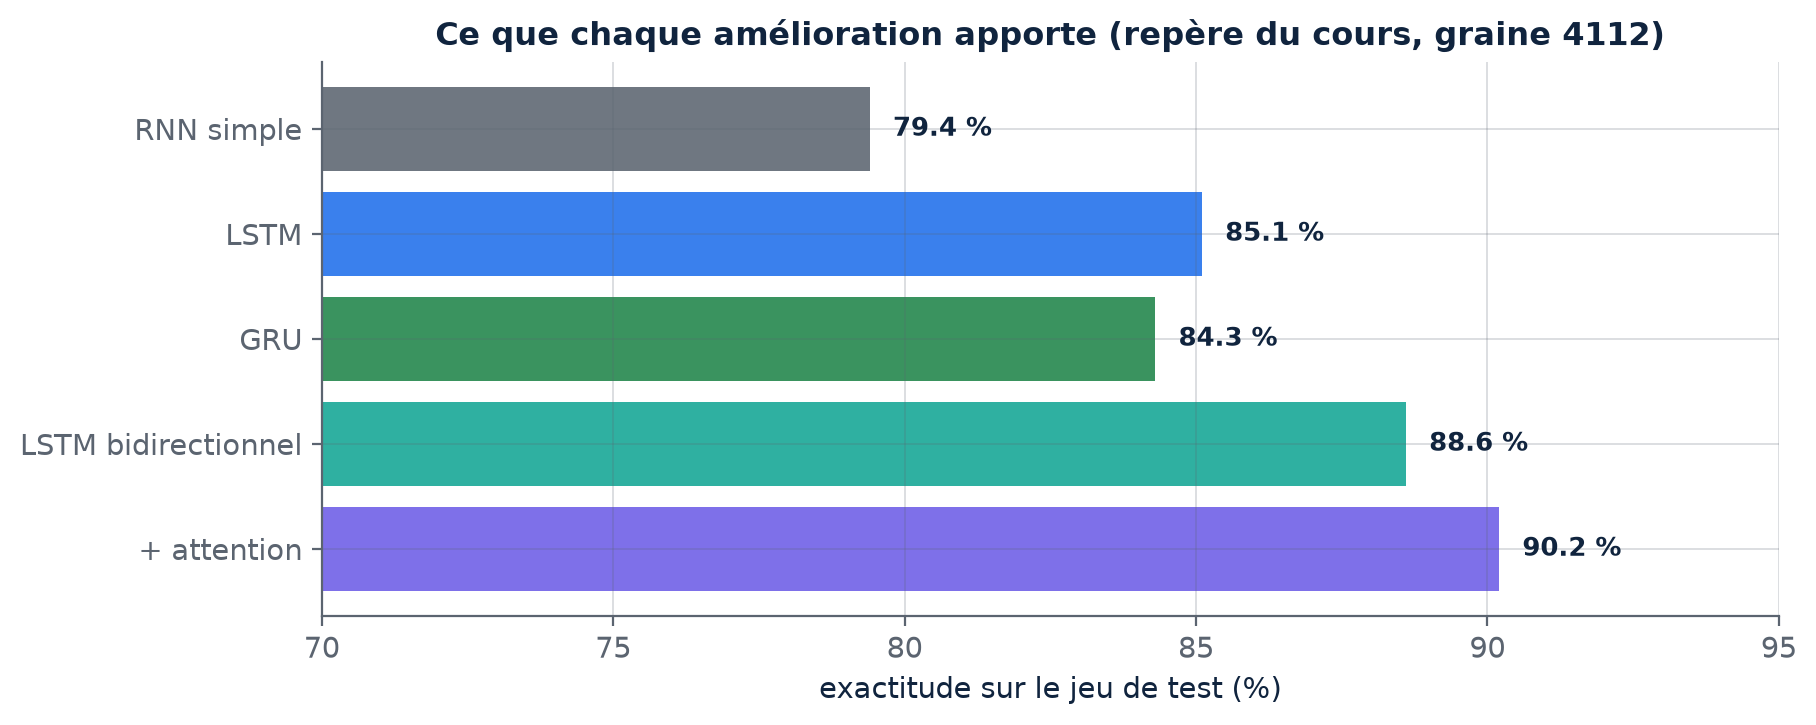 Ce que chaque amélioration apporte (repère du cours, graine 4112)
RNN simple 79.4 %
LSTM 85.1 %
GRU 84.3 %
LSTM bidirectionnel 88.6 %
+ attention 90.2 %
70 75 80 85 90 95
exactitude sur le jeu de test (%)